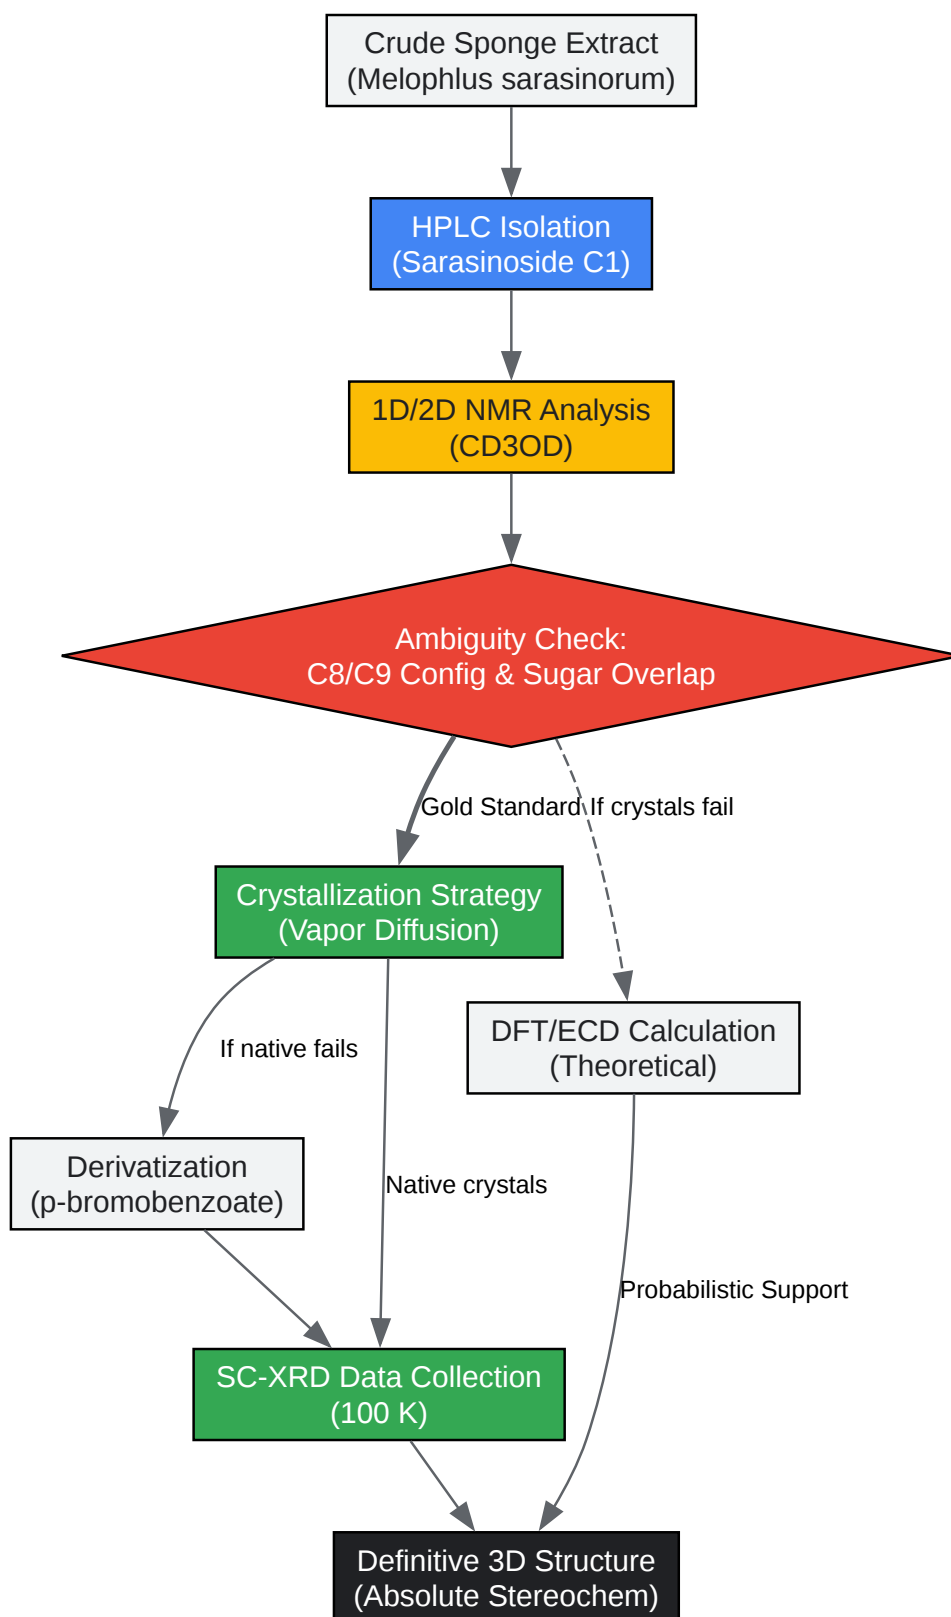 Crude Sponge Extract
(Melophlus sarasinorum)
HPLC Isolation
(Sarasinoside C1)
1D/2D NMR Analysis
(CD3OD)
Ambiguity Check:
C8/C9 Config & Sugar Overlap
Gold Standard
If crystals fail
Crystallization Strategy
(Vapor Diffusion)
DFT/ECD Calculation
(Theoretical)
If native fails
Derivatization
(p-bromobenzoate)
Native crystals
Probabilistic Support
SC-XRD Data Collection
(100 K)
Definitive 3D Structure
(Absolute Stereochem)